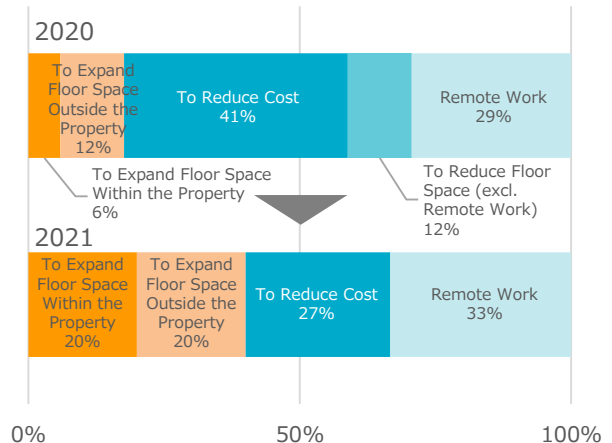 2020
To Expand
Floor Space
Outside the
Property
12%
To Reduce Cost
41%
Remote Work
29%
To Expand Floor Space
Within the Property
6%
To Reduce Floor
Space (excl.
Remote Work)
12%
2021
To Expand
Floor Space
Within the
Property
20%
To Expand
Floor Space
Outside the
Property
20%
To Reduce Cost
27%
Remote Work
33%
0%
50%
100%